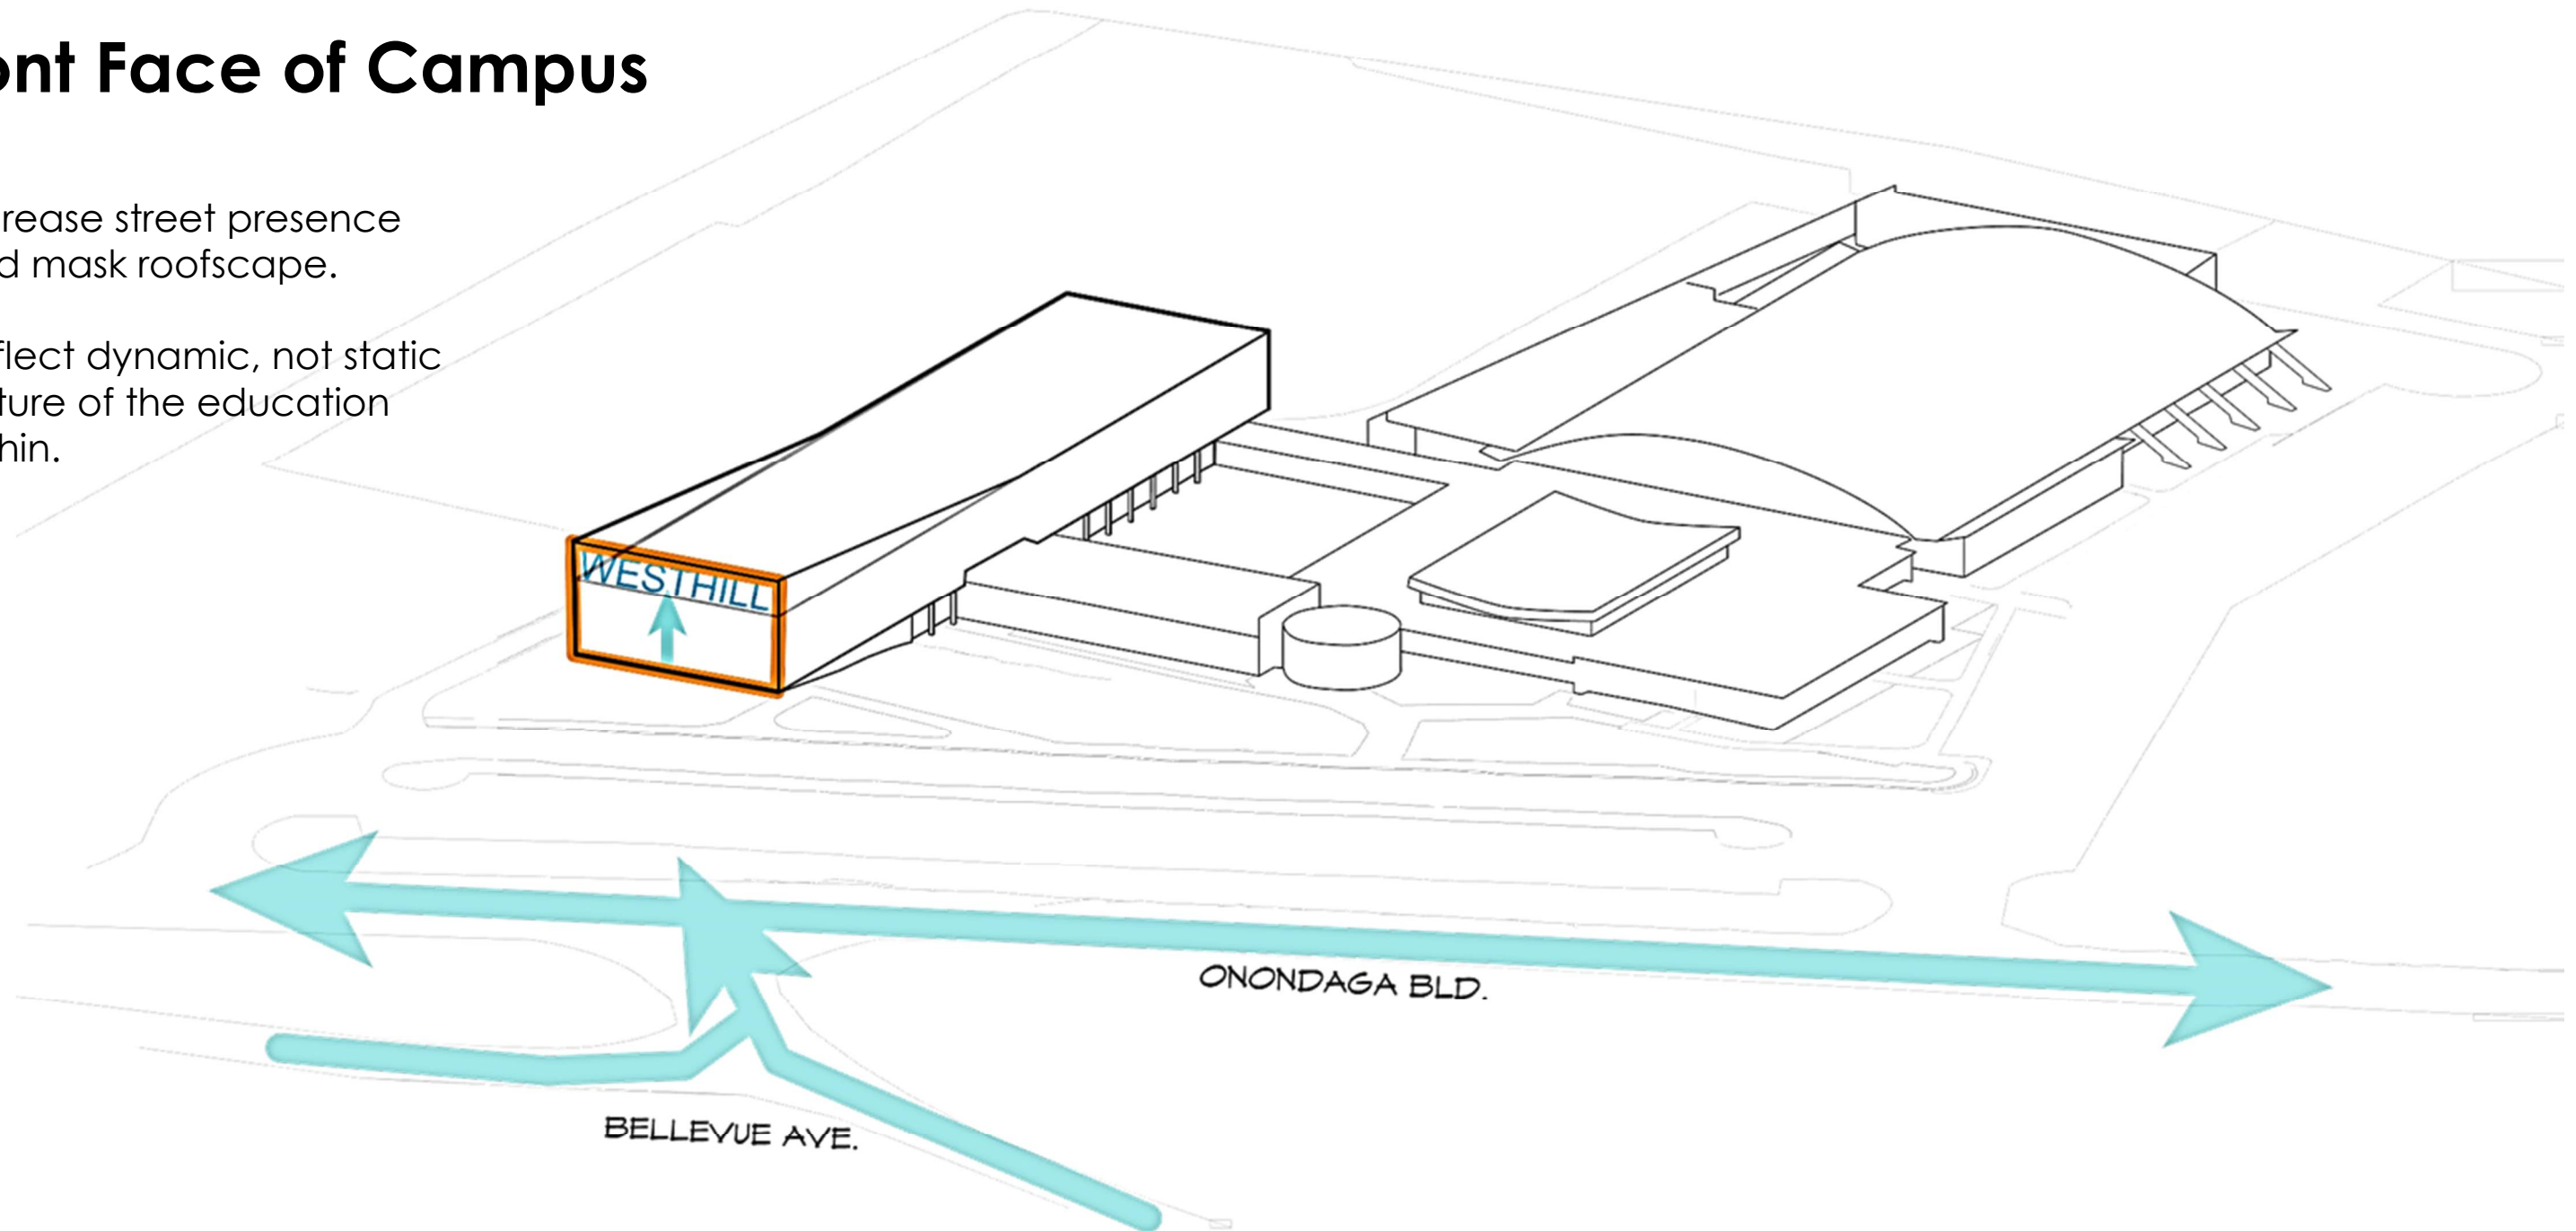 ont Face of Campus
rease street presence
d mask roofscape.
flect dynamic, not static
ture of the education
hin.
WESTHILL
ONONDAGA BLD.
BELLEVUE AVE.